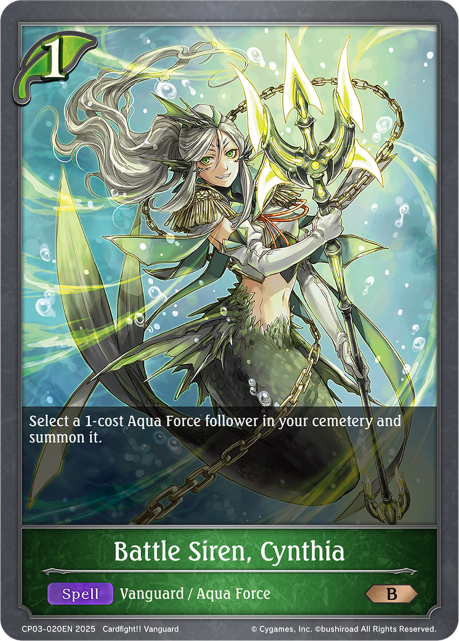 1
Select a 1-cost Aqua Force follower in your cemetery and
summon it.
Battle Siren, Cynthia
Spell Vanguard / Aqua Force B
CP03-020EN 2025 Cardfight!! Vanguard © Cygames, Inc. ©bushiroad All Rights Reserved.